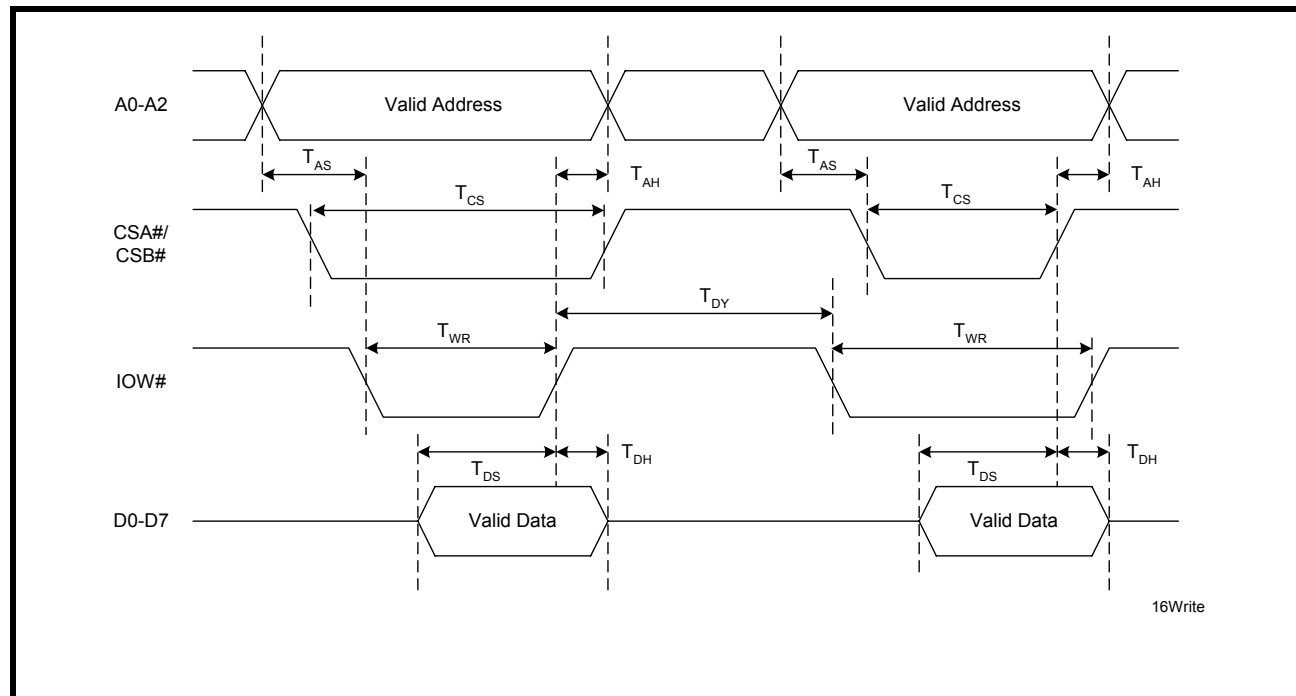 A0-A2
Valid Address
Valid Address
TAS
TAH
TAS
TAH
TCS
TCS
CSA#/
CSB#
TDY
TWR
TWR
IOW#
TDS
TDH
TDS
TDH
D0-D7
Valid Data
Valid Data
16Write